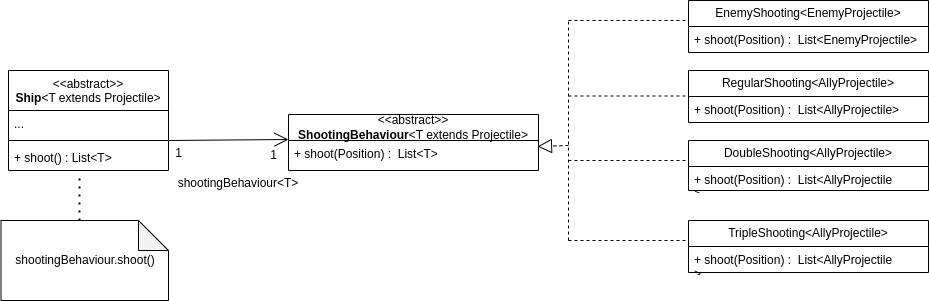 <<abstract>>
Ship<T extends Projectile>
...
+ shoot() : List<T>
shootingBehaviour.shoot()
1
1
shootingBehaviour<T>
<<abstract>>
ShootingBehaviour<T extends Projectile>
+ shoot(Position) : List<T>
EnemyShooting<EnemyProjectile>
+ shoot(Position) : List<EnemyProjectile>
RegularShooting<AllyProjectile>
+ shoot(Position) : List<AllyProjectile>
DoubleShooting<AllyProjectile>
+ shoot(Position) : List<AllyProjectile
TripleShooting<AllyProjectile>
+ shoot(Position) : List<AllyProjectile